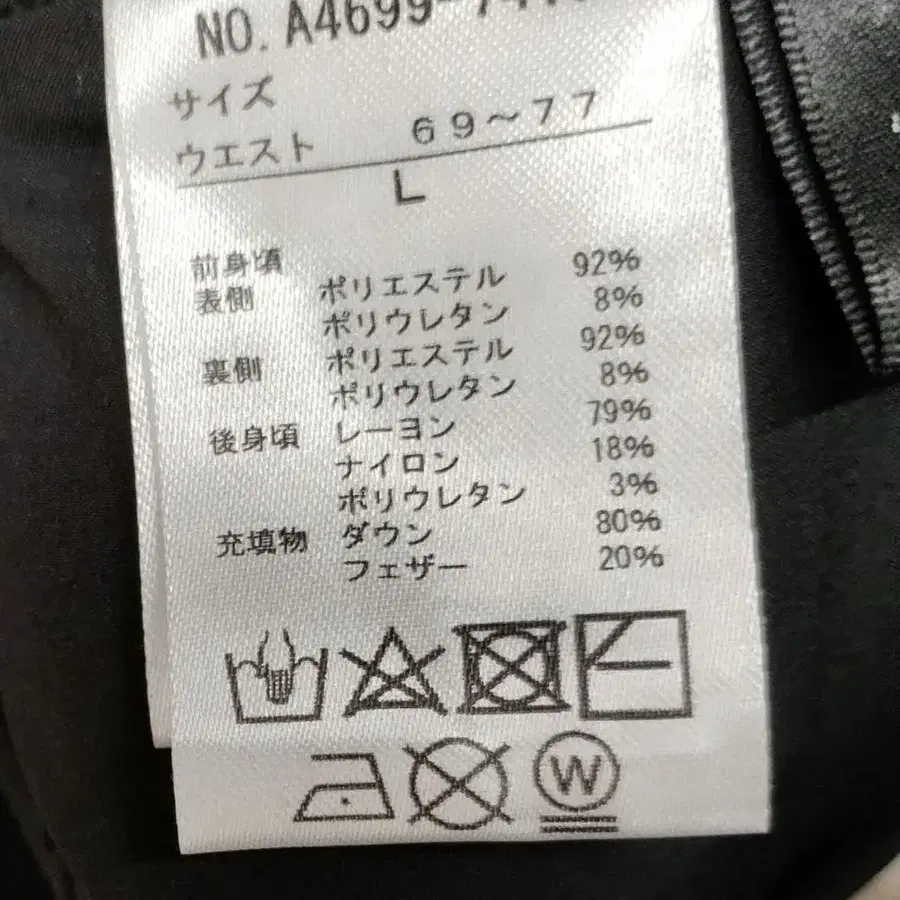 NO. A4699-
サイズ
ウエスト 69～77
L
前身頃
表側 ポリエステル 92%
ポリウレタン 8%
裏側 ポリエステル 92%
ポリウレタン 8%
後身頃 レーヨン 79%
ナイロン 18%
ポリウレタン 3%
充填物 ダウン 80%
フェザー 20%
W